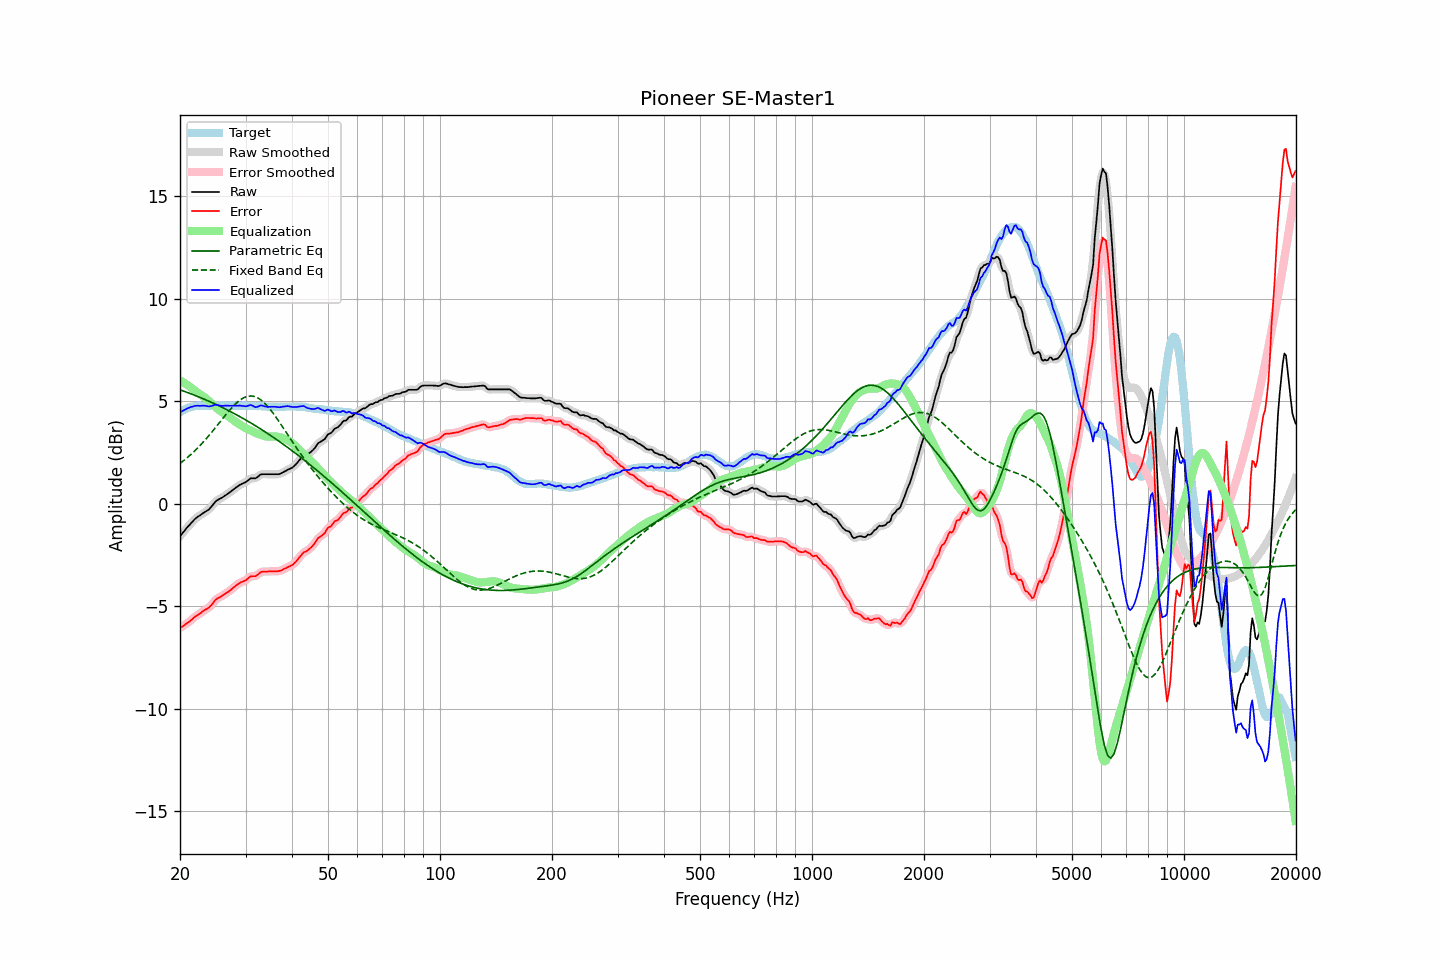 Pioneer SE-Master1
Target
Raw Smoothed
Error Smoothed
Raw
Error
Equalization
Parametric Eq
Fixed Band Eq
Equalized
Amplitude (dBr)
15
10
5
0
−5
−10
−15
20 50 100 200 500 1000 2000 5000 10000 20000
Frequency (Hz)